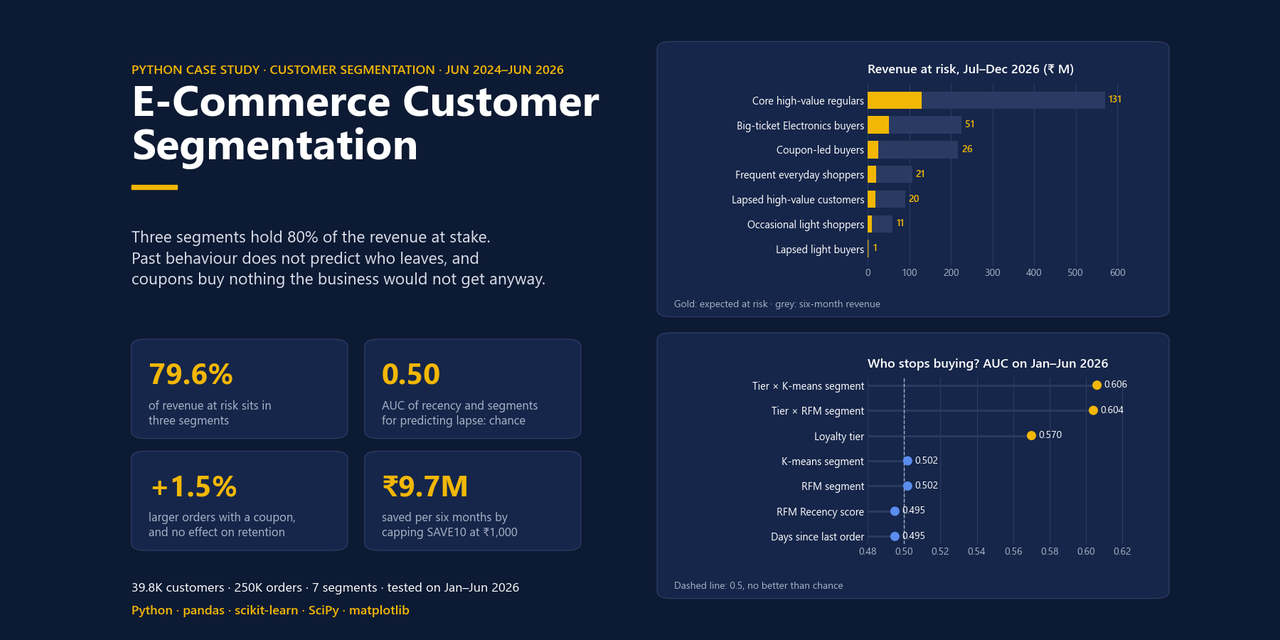 PYTHON CASE STUDY · CUSTOMER SEGMENTATION · JUN 2024–JUN 2026
E-Commerce Customer
Segmentation
Three segments hold 80% of the revenue at stake.
Past behaviour does not predict who leaves, and
coupons buy nothing the business would not get anyway.
79.6%
of revenue at risk sits in
three segments
0.50
AUC of recency and segments
for predicting lapse: chance
+1.5%
larger orders with a coupon,
and no effect on retention
₹9.7M
saved per six months by
capping SAVE10 at ₹1,000
39.8K customers · 250K orders · 7 segments · tested on Jan–Jun 2026
Python · pandas · scikit-learn · SciPy · matplotlib
Revenue at risk, Jul–Dec 2026 (₹ M)
Core high-value regulars 131
Big-ticket Electronics buyers 51
Coupon-led buyers 26
Frequent everyday shoppers 21
Lapsed high-value customers 20
Occasional light shoppers 11
Lapsed light buyers 1
0 100 200 300 400 500 600
Gold: expected at risk · grey: six-month revenue
Who stops buying? AUC on Jan–Jun 2026
Tier × K-means segment 0.606
Tier × RFM segment 0.604
Loyalty tier 0.570
K-means segment 0.502
RFM segment 0.502
RFM Recency score 0.495
Days since last order 0.495
0.48 0.50 0.52 0.54 0.56 0.58 0.60 0.62
Dashed line: 0.5, no better than chance